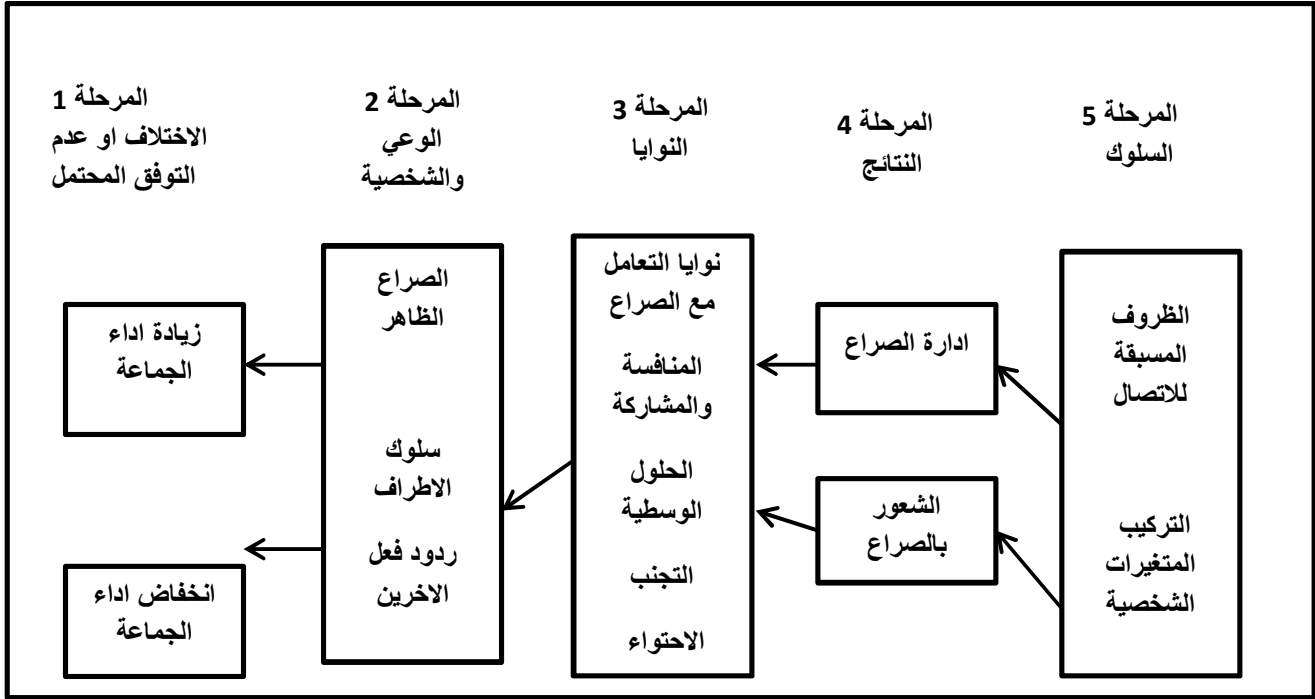 المرحلة 1
الاختلاف او عدم
التوفق المحتمل
المرحلة 2
الوعي
والشخصية
المرحلة 3
النوايا
المرحلة 4
النتائج
المرحلة 5
السلوك
الظروف
المسبقة
للاتصال
التركيب
المتغيرات
الشخصية
ادارة الصراع
الشعور
بالصراع
نوايا التعامل
مع الصراع
المنافسة
والمشاركة
الحلول
الوسطية
التجنب
الاحتواء
الصراع
الظاهر
سلوك
الاطراف
ردود فعل
الاخرين
زيادة اداء
الجماعة
انخفاض اداء
الجماعة